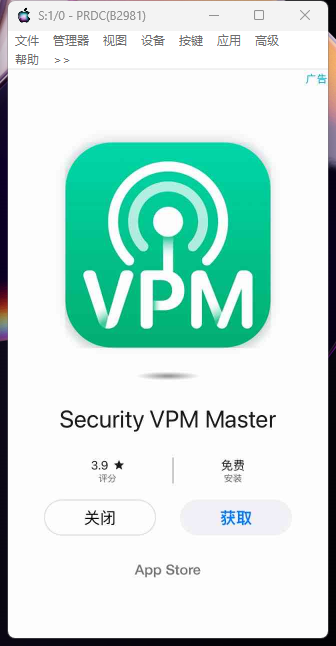 S:1/0 - PRDC(B2981)
文件 管理器 视图 设备 按键 应用 高级
帮助 >>
广告
VPM
Security VPM Master
3.9 ★ 免费
评分 安装
关闭 获取
App Store